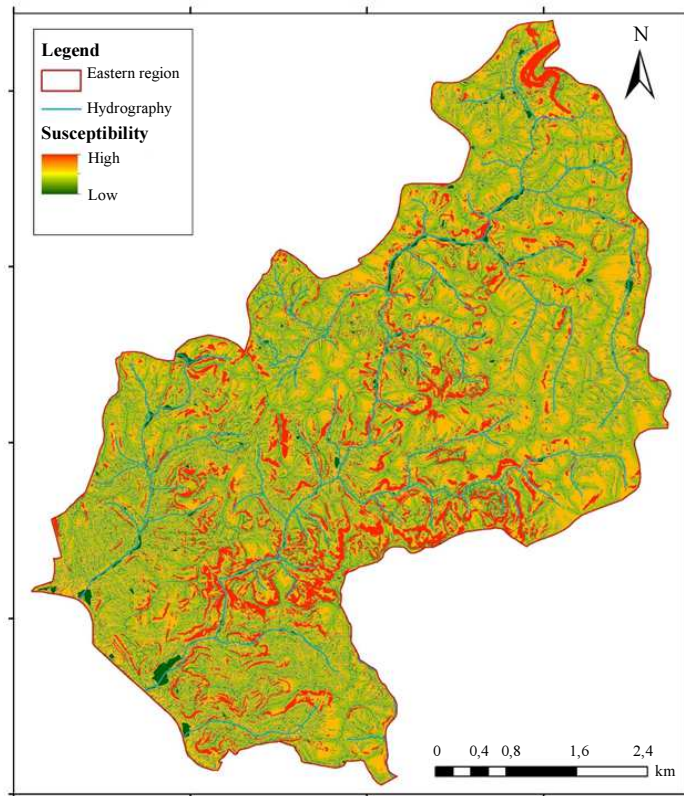 Legend
Eastern region
Hydrography
Susceptibility
High
Low
N
0 0,4 0,8 1,6 2,4
km